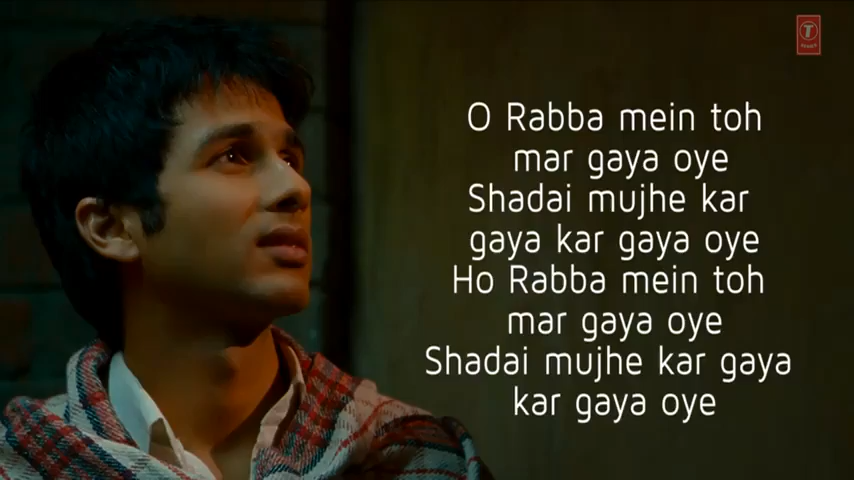 T
SERIES
O Rabba mein toh
mar gaya oye
Shadai mujhe kar
gaya kar gaya oye
Ho Rabba mein toh
mar gaya oye
Shadai mujhe kar gaya
kar gaya oye